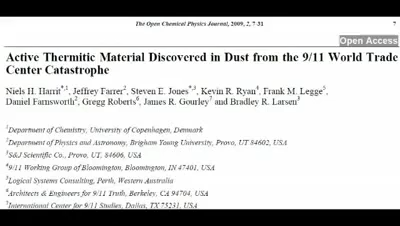 The Open Chemical Physics Journal, 2009, 2, 7-31 7
Open Access
Active Thermitic Material Discovered in Dust from the 9/11 World Trade
Center Catastrophe
Niels H. Harrit*,1, Jeffrey Farrer2, Steven E. Jones*,3, Kevin R. Ryan4, Frank M. Legge5,
Daniel Farnsworth2, Gregg Roberts6, James R. Gourley7 and Bradley R. Larsen3
1Department of Chemistry, University of Copenhagen, Denmark
2Department of Physics and Astronomy, Brigham Young University, Provo, UT 84602, USA
3S&J Scientific Co., Provo, UT, 84606, USA
49/11 Working Group of Bloomington, Bloomington, IN 47401, USA
5Logical Systems Consulting, Perth, Western Australia
6Architects & Engineers for 9/11 Truth, Berkeley, CA 94704, USA
7International Center for 9/11 Studies, Dallas, TX 75231, USA